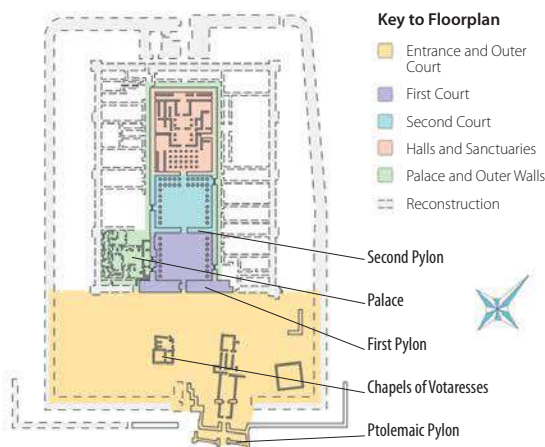 Key to Floorplan
Entrance and Outer
Court
First Court
Second Court
Halls and Sanctuaries
Palace and Outer Walls
Reconstruction
Second Pylon
Palace
First Pylon
Chapels of Votaresses
Ptolemaic Pylon